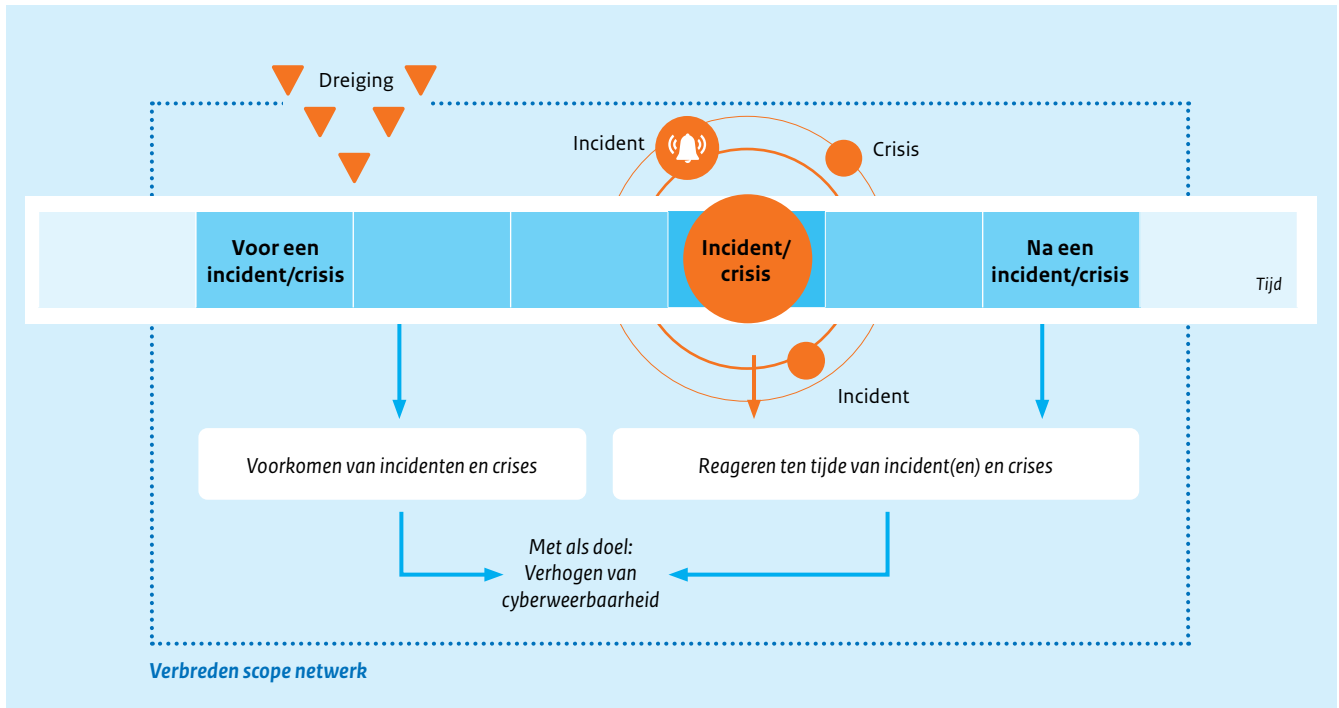 Dreiging
Incident
Crisis
Voor een
incident/crisis
Incident/
crisis
Na een
incident/crisis
Tijd
Incident
Voorkomen van incidenten en crises
Reageren ten tijde van incident(en) en crises
Met als doel:
Verhogen van
cyberweerbaarheid
Verbreden scope netwerk